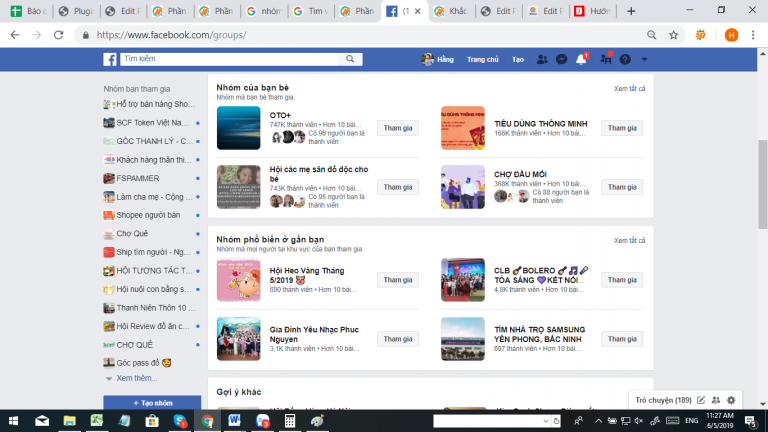 Báo c
Plugin
Edit F
Phần
Phần
nhóm
Tìm v
Phần
(1
Khắc
Edit F
Edit P
Hướn
https://www.facebook.com/groups/
H
Tìm kiếm
Hằng
Trang chủ
Tạo
Nhóm bạn tham gia
Hỗ trợ bán hàng Sho...
SCF Token Việt Na...
GÓC THANH LÝ - C...
Khách hàng thân thi...
FSPAMMER
Làm cha mẹ - Cộng ...
Shopee người bán
Chợ Quê
Ship tìm người - Ng...
HỘI TƯƠNG TÁC T...
Hội nuôi con bằng s...
Thanh Niên Thôn 10 ...
Hội Review đồ ăn c...
CHỢ QUÊ
Góc pass đồ
Xem thêm...
+ Tạo nhóm
Nhóm của bạn bè
Xem tất cả
Nhóm mà bạn bè tham gia.
OTO+
747K thành viên • Hơn 10 bài...
Có 96 người bạn là
thành viên
Tham gia
TIÊU DÙNG THÔNG MINH
166K thành viên • Hơn 10 bài...
Tham gia
Hội các mẹ săn đồ độc cho
bé
743K thành viên • Hơn 10 bài...
Có 95 người bạn là
thành viên
Tham gia
CHỢ ĐẦU MỐI
368K thành viên • Hơn 10 bài...
Có 88 người bạn là
thành viên
Tham gia
Nhóm phổ biến ở gần bạn
Xem tất cả
Nhóm mà mọi người tại khu vực của bạn tham gia.
Hội Heo Vàng Tháng
5/2019
690 thành viên • Hơn 10 bài...
Tham gia
CLB BOLERO
TỎA SÁNG KẾT NỐI
4,8K thành viên • Hơn 10 bài...
Tham gia
Gia Đình Yêu Nhạc Phuc
Nguyen
3,1K thành viên • Hơn 10 bài...
Tham gia
TÌM NHÀ TRỌ SAMSUNG
YÊN PHONG, BẮC NINH
697 thành viên • Hơn 10 bài...
Tham gia
Gợi ý khác
Trò chuyện (189)
ENG
11:27 AM
6/5/2019